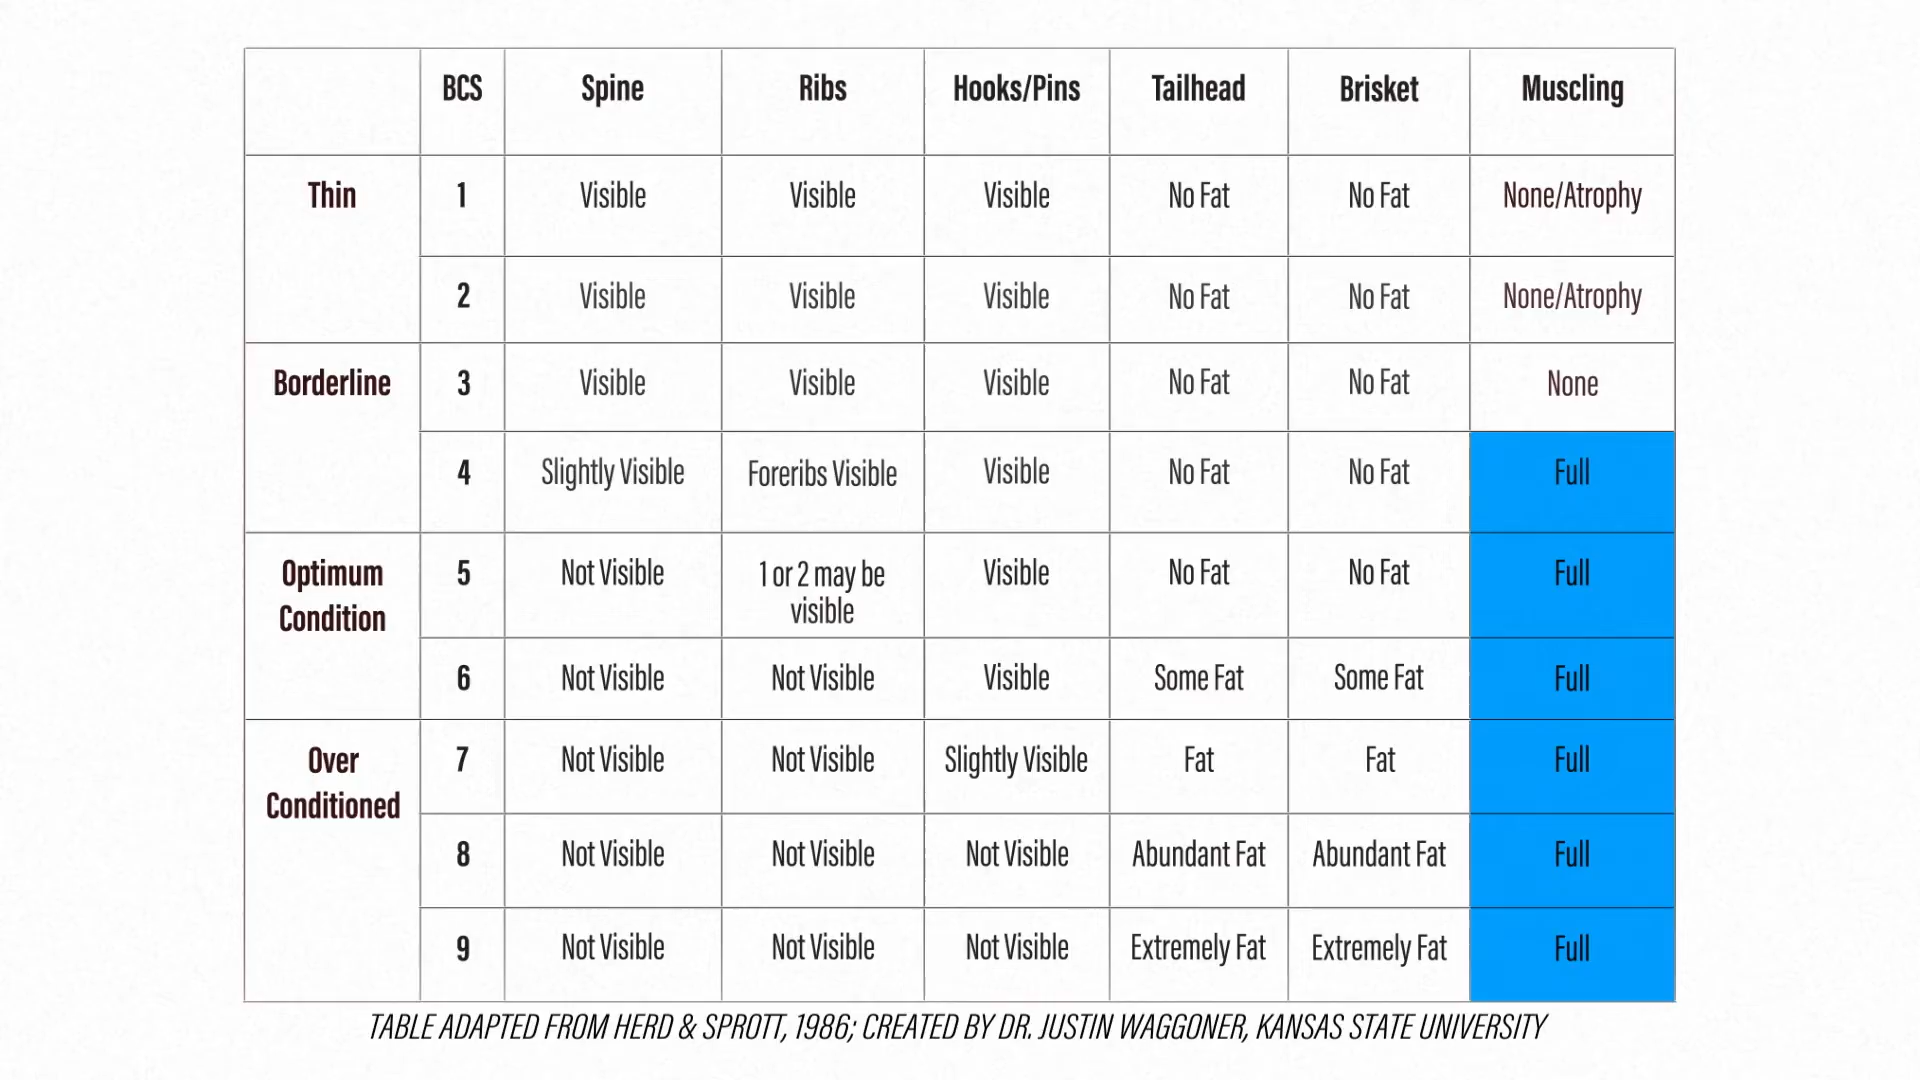 BCS Spine Ribs Hooks/Pins Tailhead Brisket Muscling
Thin 1 Visible Visible Visible No Fat No Fat None/Atrophy
2 Visible Visible Visible No Fat No Fat None/Atrophy
Borderline 3 Visible Visible Visible No Fat No Fat None
4 Slightly Visible Foreribs Visible Visible No Fat No Fat Full
Optimum 5 Not Visible 1 or 2 may be Visible No Fat No Fat Full
Condition visible
6 Not Visible Not Visible Visible Some Fat Some Fat Full
Over 7 Not Visible Not Visible Slightly Visible Fat Fat Full
Conditioned
8 Not Visible Not Visible Not Visible Abundant Fat Abundant Fat Full
9 Not Visible Not Visible Not Visible Extremely Fat Extremely Fat Full
TABLE ADAPTED FROM HERD & SPROTT, 1986; CREATED BY DR. JUSTIN WAGGONER, KANSAS STATE UNIVERSITY